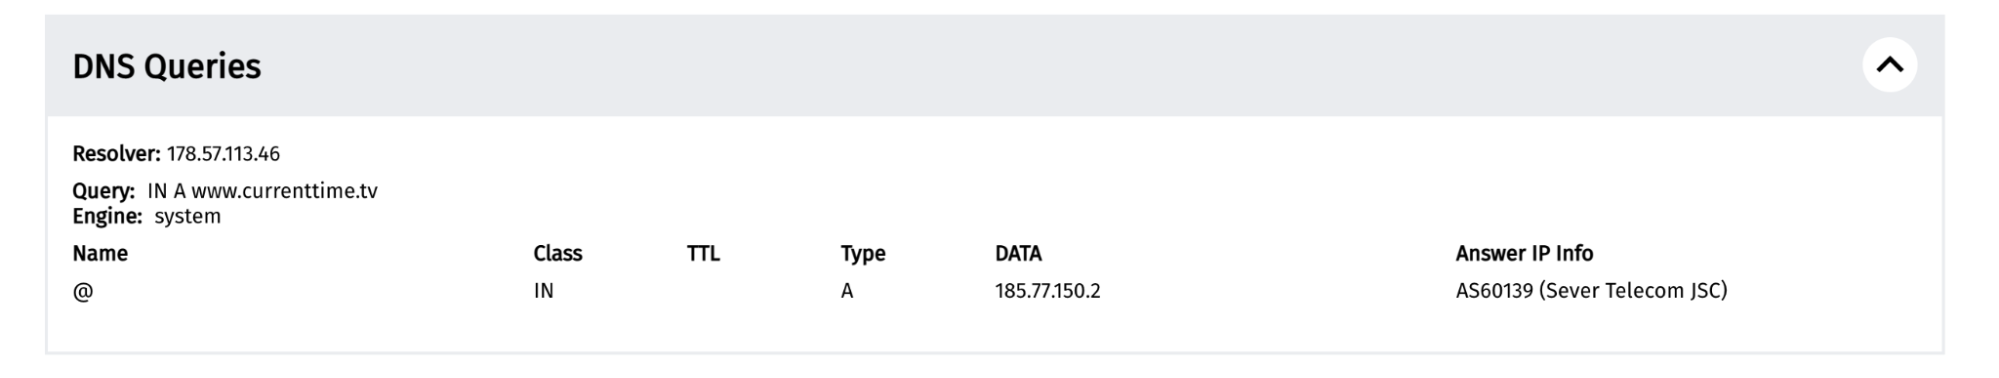 DNS Queries
Resolver: 178.57.113.46
Query: IN A www.currenttime.tv
Engine: system
Name Class TTL Type DATA Answer IP Info
@ IN A 185.77.150.2 AS60139 (Sever Telecom JSC)